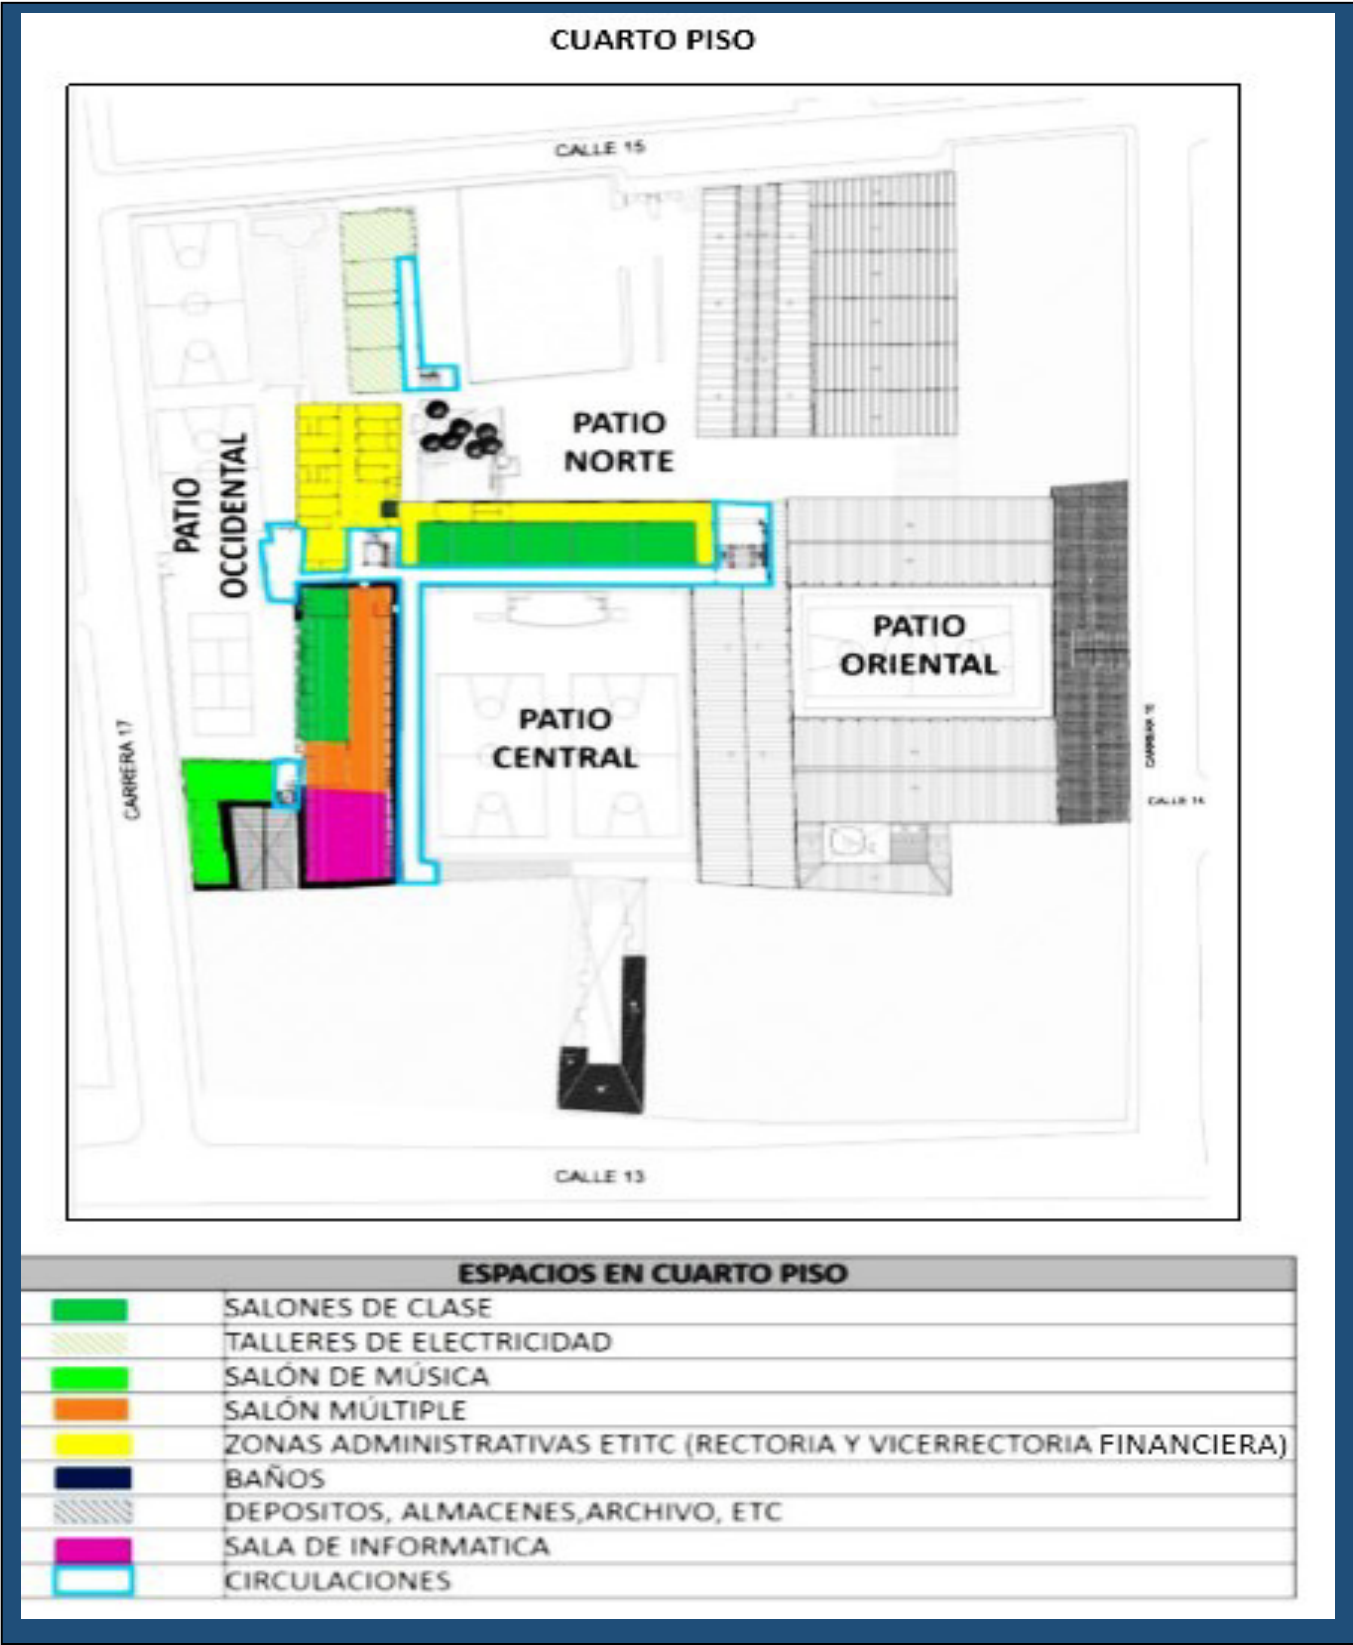 CUARTO PISO
CALLE 15
PATIO
NORTE
PATIO
OCCIDENTAL
PATIO
ORIENTAL
PATIO
CENTRAL
CARRERA 17
CALLE 14
CALLE 13
ESPACIOS EN CUARTO PISO
SALONES DE CLASE
TALLERES DE ELECTRICIDAD
SALÓN DE MÚSICA
SALÓN MÚLTIPLE
ZONAS ADMINISTRATIVAS ETITC (RECTORIA Y VICERRECTORIA FINANCIERA)
BAÑOS
DEPOSITOS, ALMACENES,ARCHIVO, ETC
SALA DE INFORMATICA
CIRCULACIONES